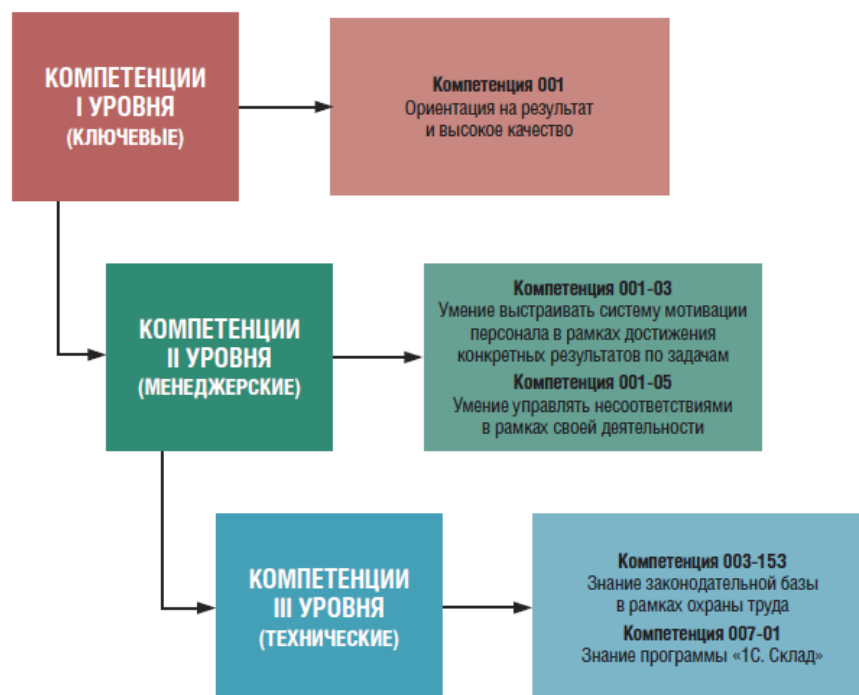 КОМПЕТЕНЦИИ
I УРОВНЯ
(КЛЮЧЕВЫЕ)
Компетенция 001
Ориентация на результат
и высокое качество
КОМПЕТЕНЦИИ
II УРОВНЯ
(МЕНЕДЖЕРСКИЕ)
Компетенция 001-03
Умение выстраивать систему мотивации
персонала в рамках достижения
конкретных результатов по задачам
Компетенция 001-05
Умение управлять несоответствиями
в рамках своей деятельности
КОМПЕТЕНЦИИ
III УРОВНЯ
(ТЕХНИЧЕСКИЕ)
Компетенция 003-153
Знание законодательной базы
в рамках охраны труда
Компетенция 007-01
Знание программы «1С. Склад»